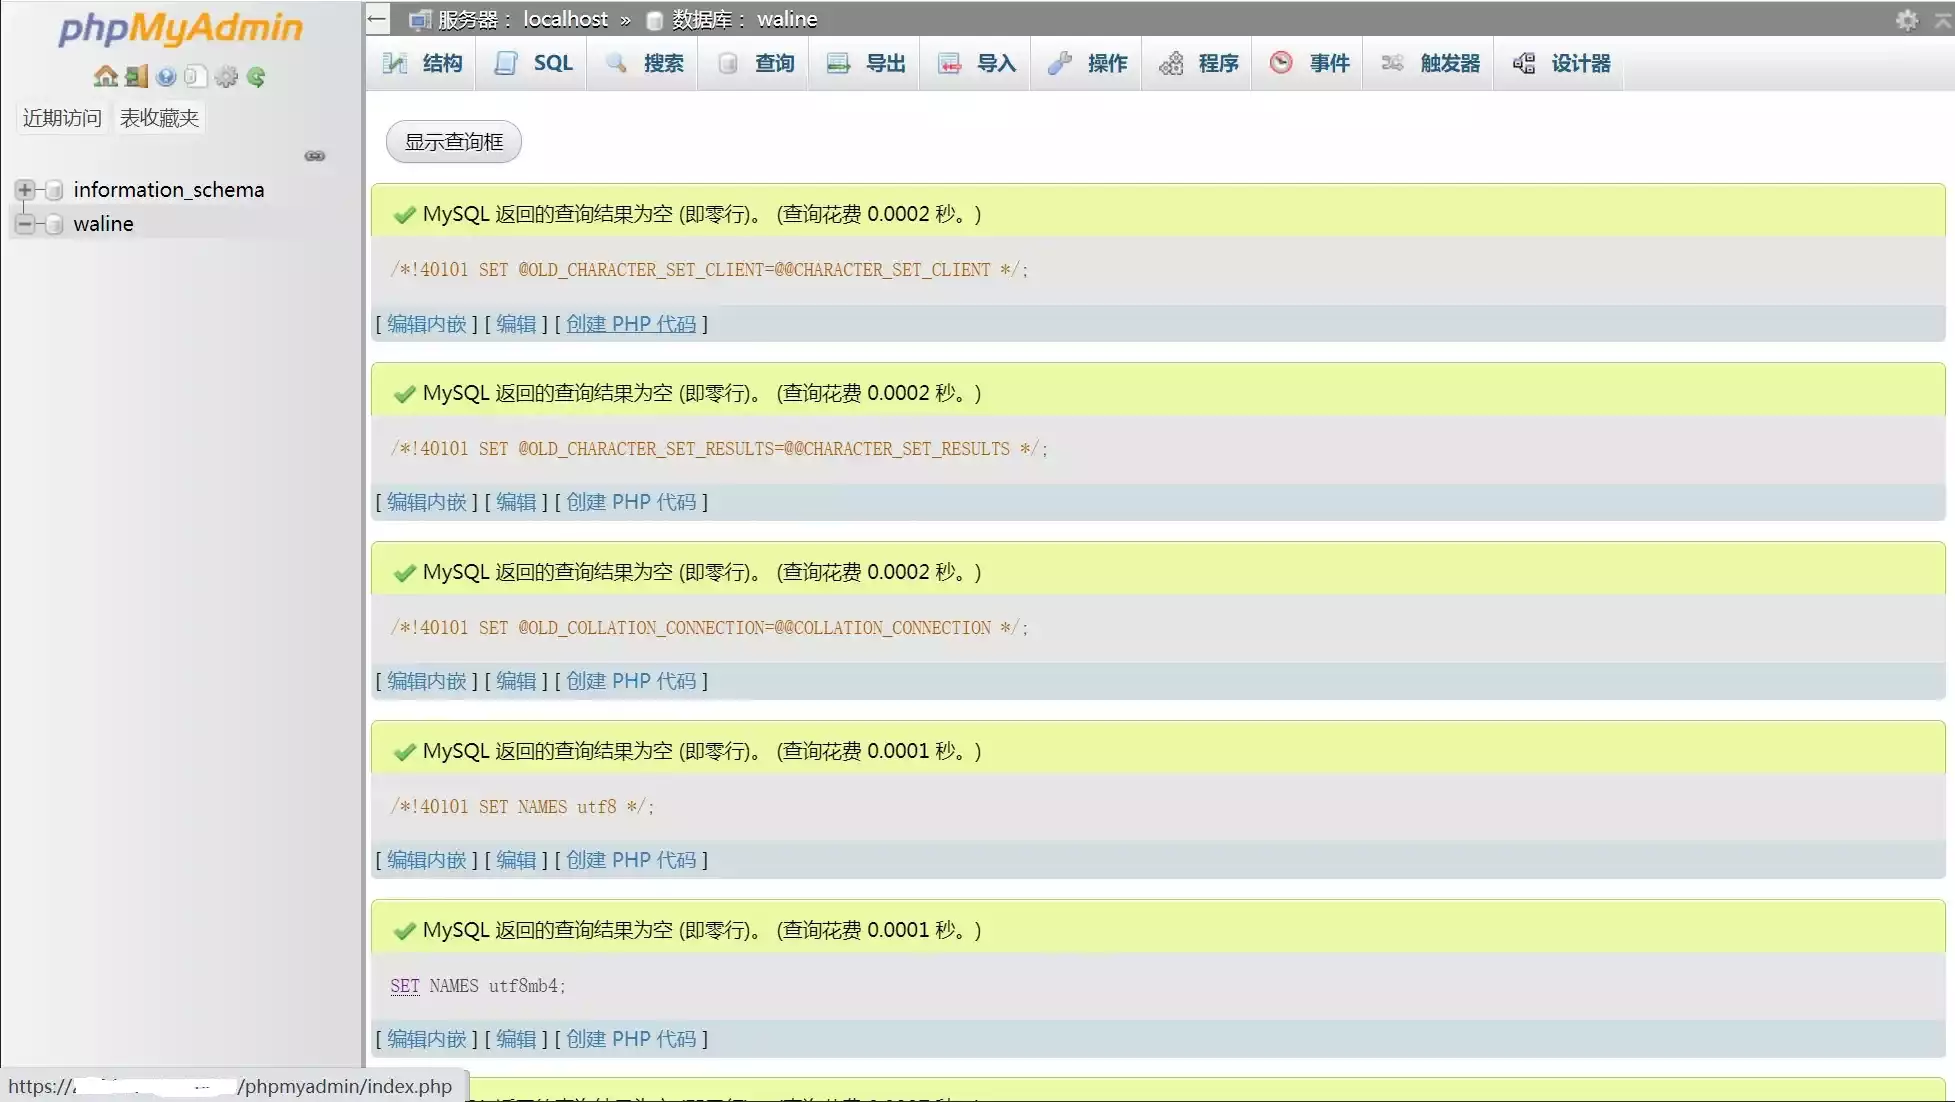 phpMyAdmin
近期访问 表收藏夹
information_schema
waline
服务器： localhost » 数据库： waline
结构 SQL 搜索 查询 导出 导入 操作 程序 事件 触发器 设计器
显示查询框
MySQL 返回的查询结果为空 (即零行)。 (查询花费 0.0002 秒。)
/*!40101 SET @OLD_CHARACTER_SET_CLIENT=@@CHARACTER_SET_CLIENT */;
[ 编辑内嵌 ] [ 编辑 ] [ 创建 PHP 代码 ]
MySQL 返回的查询结果为空 (即零行)。 (查询花费 0.0002 秒。)
/*!40101 SET @OLD_CHARACTER_SET_RESULTS=@@CHARACTER_SET_RESULTS */;
[ 编辑内嵌 ] [ 编辑 ] [ 创建 PHP 代码 ]
MySQL 返回的查询结果为空 (即零行)。 (查询花费 0.0002 秒。)
/*!40101 SET @OLD_COLLATION_CONNECTION=@@COLLATION_CONNECTION */;
[ 编辑内嵌 ] [ 编辑 ] [ 创建 PHP 代码 ]
MySQL 返回的查询结果为空 (即零行)。 (查询花费 0.0001 秒。)
/*!40101 SET NAMES utf8 */;
[ 编辑内嵌 ] [ 编辑 ] [ 创建 PHP 代码 ]
MySQL 返回的查询结果为空 (即零行)。 (查询花费 0.0001 秒。)
SET NAMES utf8mb4;
[ 编辑内嵌 ] [ 编辑 ] [ 创建 PHP 代码 ]
https:// /phpmyadmin/index.php